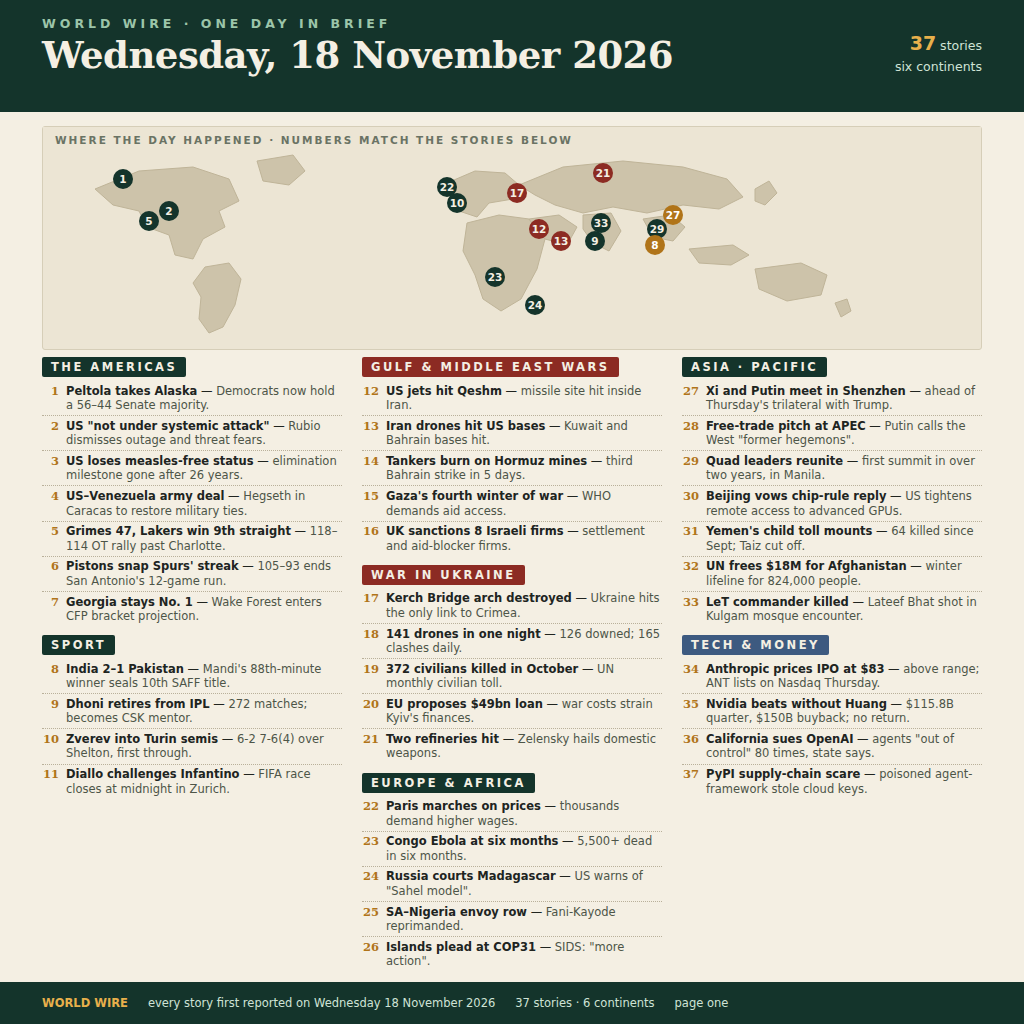 WORLD WIRE · ONE DAY IN BRIEF
Wednesday, 18 November 2026
37 stories
six continents
WHERE THE DAY HAPPENED · NUMBERS MATCH THE STORIES BELOW
1
2
5
22
10
17
21
12
13
33
9
27
29
8
23
24
THE AMERICAS
1 Peltola takes Alaska — Democrats now hold
a 56–44 Senate majority.
2 US "not under systemic attack" — Rubio
dismisses outage and threat fears.
3 US loses measles-free status — elimination
milestone gone after 26 years.
4 US–Venezuela army deal — Hegseth in
Caracas to restore military ties.
5 Grimes 47, Lakers win 9th straight — 118–
114 OT rally past Charlotte.
6 Pistons snap Spurs' streak — 105–93 ends
San Antonio's 12-game run.
7 Georgia stays No. 1 — Wake Forest enters
CFP bracket projection.
SPORT
8 India 2–1 Pakistan — Mandi's 88th-minute
winner seals 10th SAFF title.
9 Dhoni retires from IPL — 272 matches;
becomes CSK mentor.
10 Zverev into Turin semis — 6-2 7-6(4) over
Shelton, first through.
11 Diallo challenges Infantino — FIFA race
closes at midnight in Zurich.
GULF & MIDDLE EAST WARS
12 US jets hit Qeshm — missile site hit inside
Iran.
13 Iran drones hit US bases — Kuwait and
Bahrain bases hit.
14 Tankers burn on Hormuz mines — third
Bahrain strike in 5 days.
15 Gaza's fourth winter of war — WHO
demands aid access.
16 UK sanctions 8 Israeli firms — settlement
and aid-blocker firms.
WAR IN UKRAINE
17 Kerch Bridge arch destroyed — Ukraine hits
the only link to Crimea.
18 141 drones in one night — 126 downed; 165
clashes daily.
19 372 civilians killed in October — UN
monthly civilian toll.
20 EU proposes $49bn loan — war costs strain
Kyiv's finances.
21 Two refineries hit — Zelensky hails domestic
weapons.
EUROPE & AFRICA
22 Paris marches on prices — thousands
demand higher wages.
23 Congo Ebola at six months — 5,500+ dead
in six months.
24 Russia courts Madagascar — US warns of
"Sahel model".
25 SA–Nigeria envoy row — Fani-Kayode
reprimanded.
26 Islands plead at COP31 — SIDS: "more
action".
ASIA · PACIFIC
27 Xi and Putin meet in Shenzhen — ahead of
Thursday's trilateral with Trump.
28 Free-trade pitch at APEC — Putin calls the
West "former hegemons".
29 Quad leaders reunite — first summit in over
two years, in Manila.
30 Beijing vows chip-rule reply — US tightens
remote access to advanced GPUs.
31 Yemen's child toll mounts — 64 killed since
Sept; Taiz cut off.
32 UN frees $18M for Afghanistan — winter
lifeline for 824,000 people.
33 LeT commander killed — Lateef Bhat shot in
Kulgam mosque encounter.
TECH & MONEY
34 Anthropic prices IPO at $83 — above range;
ANT lists on Nasdaq Thursday.
35 Nvidia beats without Huang — $115.8B
quarter, $150B buyback; no return.
36 California sues OpenAI — agents "out of
control" 80 times, state says.
37 PyPI supply-chain scare — poisoned agent-
framework stole cloud keys.
WORLD WIRE every story first reported on Wednesday 18 November 2026 37 stories · 6 continents page one